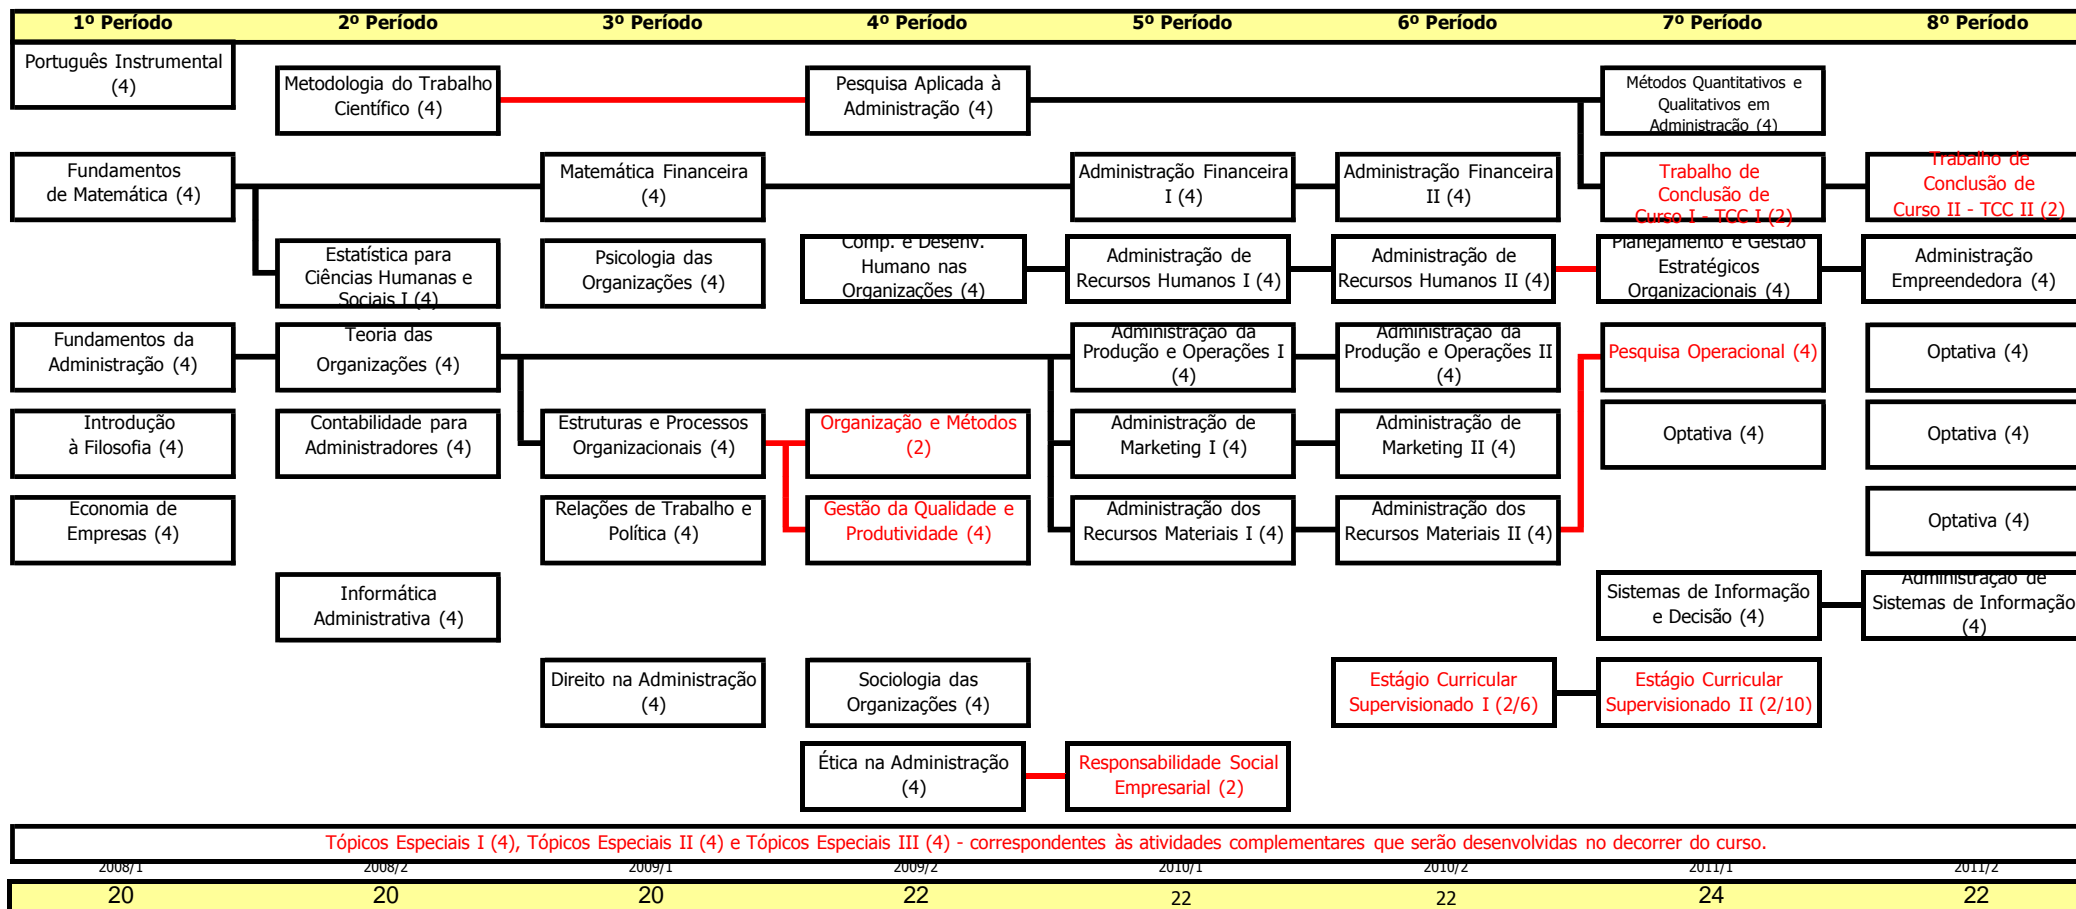 1º Período 2º Período 3º Período 4º Período 5º Período 6º Período 7º Período 8º Período
Português Instrumental
(4)
Metodologia do Trabalho
Científico (4)
Pesquisa Aplicada à
Administração (4)
Métodos Quantitativos e
Qualitativos em
Administração (4)
Fundamentos
de Matemática (4)
Matemática Financeira
(4)
Administração Financeira
I (4)
Administração Financeira
II (4)
Trabalho de
Conclusão de
Curso I - TCC I (2)
Trabalho de
Conclusão de
Curso II - TCC II (2)
Estatística para
Ciências Humanas e
Sociais I (4)
Psicologia das
Organizações (4)
Comp. e Desenv.
Humano nas
Organizações (4)
Administração de
Recursos Humanos I (4)
Administração de
Recursos Humanos II (4)
Planejamento e Gestão
Estratégicos
Organizacionais (4)
Administração
Empreendedora (4)
Fundamentos da
Administração (4)
Teoria das
Organizações (4)
Administração da
Produção e Operações I
(4)
Administração da
Produção e Operações II
(4)
Pesquisa Operacional (4)
Optativa (4)
Introdução
à Filosofia (4)
Contabilidade para
Administradores (4)
Estruturas e Processos
Organizacionais (4)
Organização e Métodos
(2)
Administração de
Marketing I (4)
Administração de
Marketing II (4)
Optativa (4)
Optativa (4)
Economia de
Empresas (4)
Relações de Trabalho e
Política (4)
Gestão da Qualidade e
Produtividade (4)
Administração dos
Recursos Materiais I (4)
Administração dos
Recursos Materiais II (4)
Optativa (4)
Informática
Administrativa (4)
Sistemas de Informação
e Decisão (4)
Administração de
Sistemas de Informação
(4)
Direito na Administração
(4)
Sociologia das
Organizações (4)
Estágio Curricular
Supervisionado I (2/6)
Estágio Curricular
Supervisionado II (2/10)
Ética na Administração
(4)
Responsabilidade Social
Empresarial (2)
Tópicos Especiais I (4), Tópicos Especiais II (4) e Tópicos Especiais III (4) - correspondentes às atividades complementares que serão desenvolvidas no decorrer do curso.
2008/1 2008/2 2009/1 2009/2 2010/1 2010/2 2011/1 2011/2
20 20 20 22 22 22 24 22